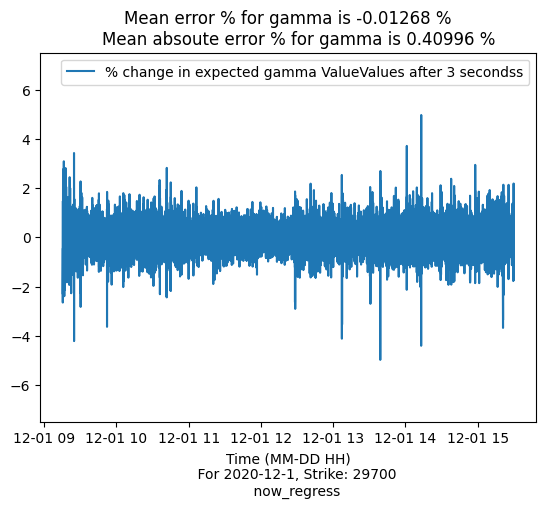 Mean error % for gamma is -0.01268 %
Mean absoute error % for gamma is 0.40996 %
% change in expected gamma ValueValues after 3 secondss
6
4
2
0
−2
−4
−6
12-01 09 12-01 10 12-01 11 12-01 12 12-01 13 12-01 14 12-01 15
Time (MM-DD HH)
For 2020-12-1, Strike: 29700
now_regress